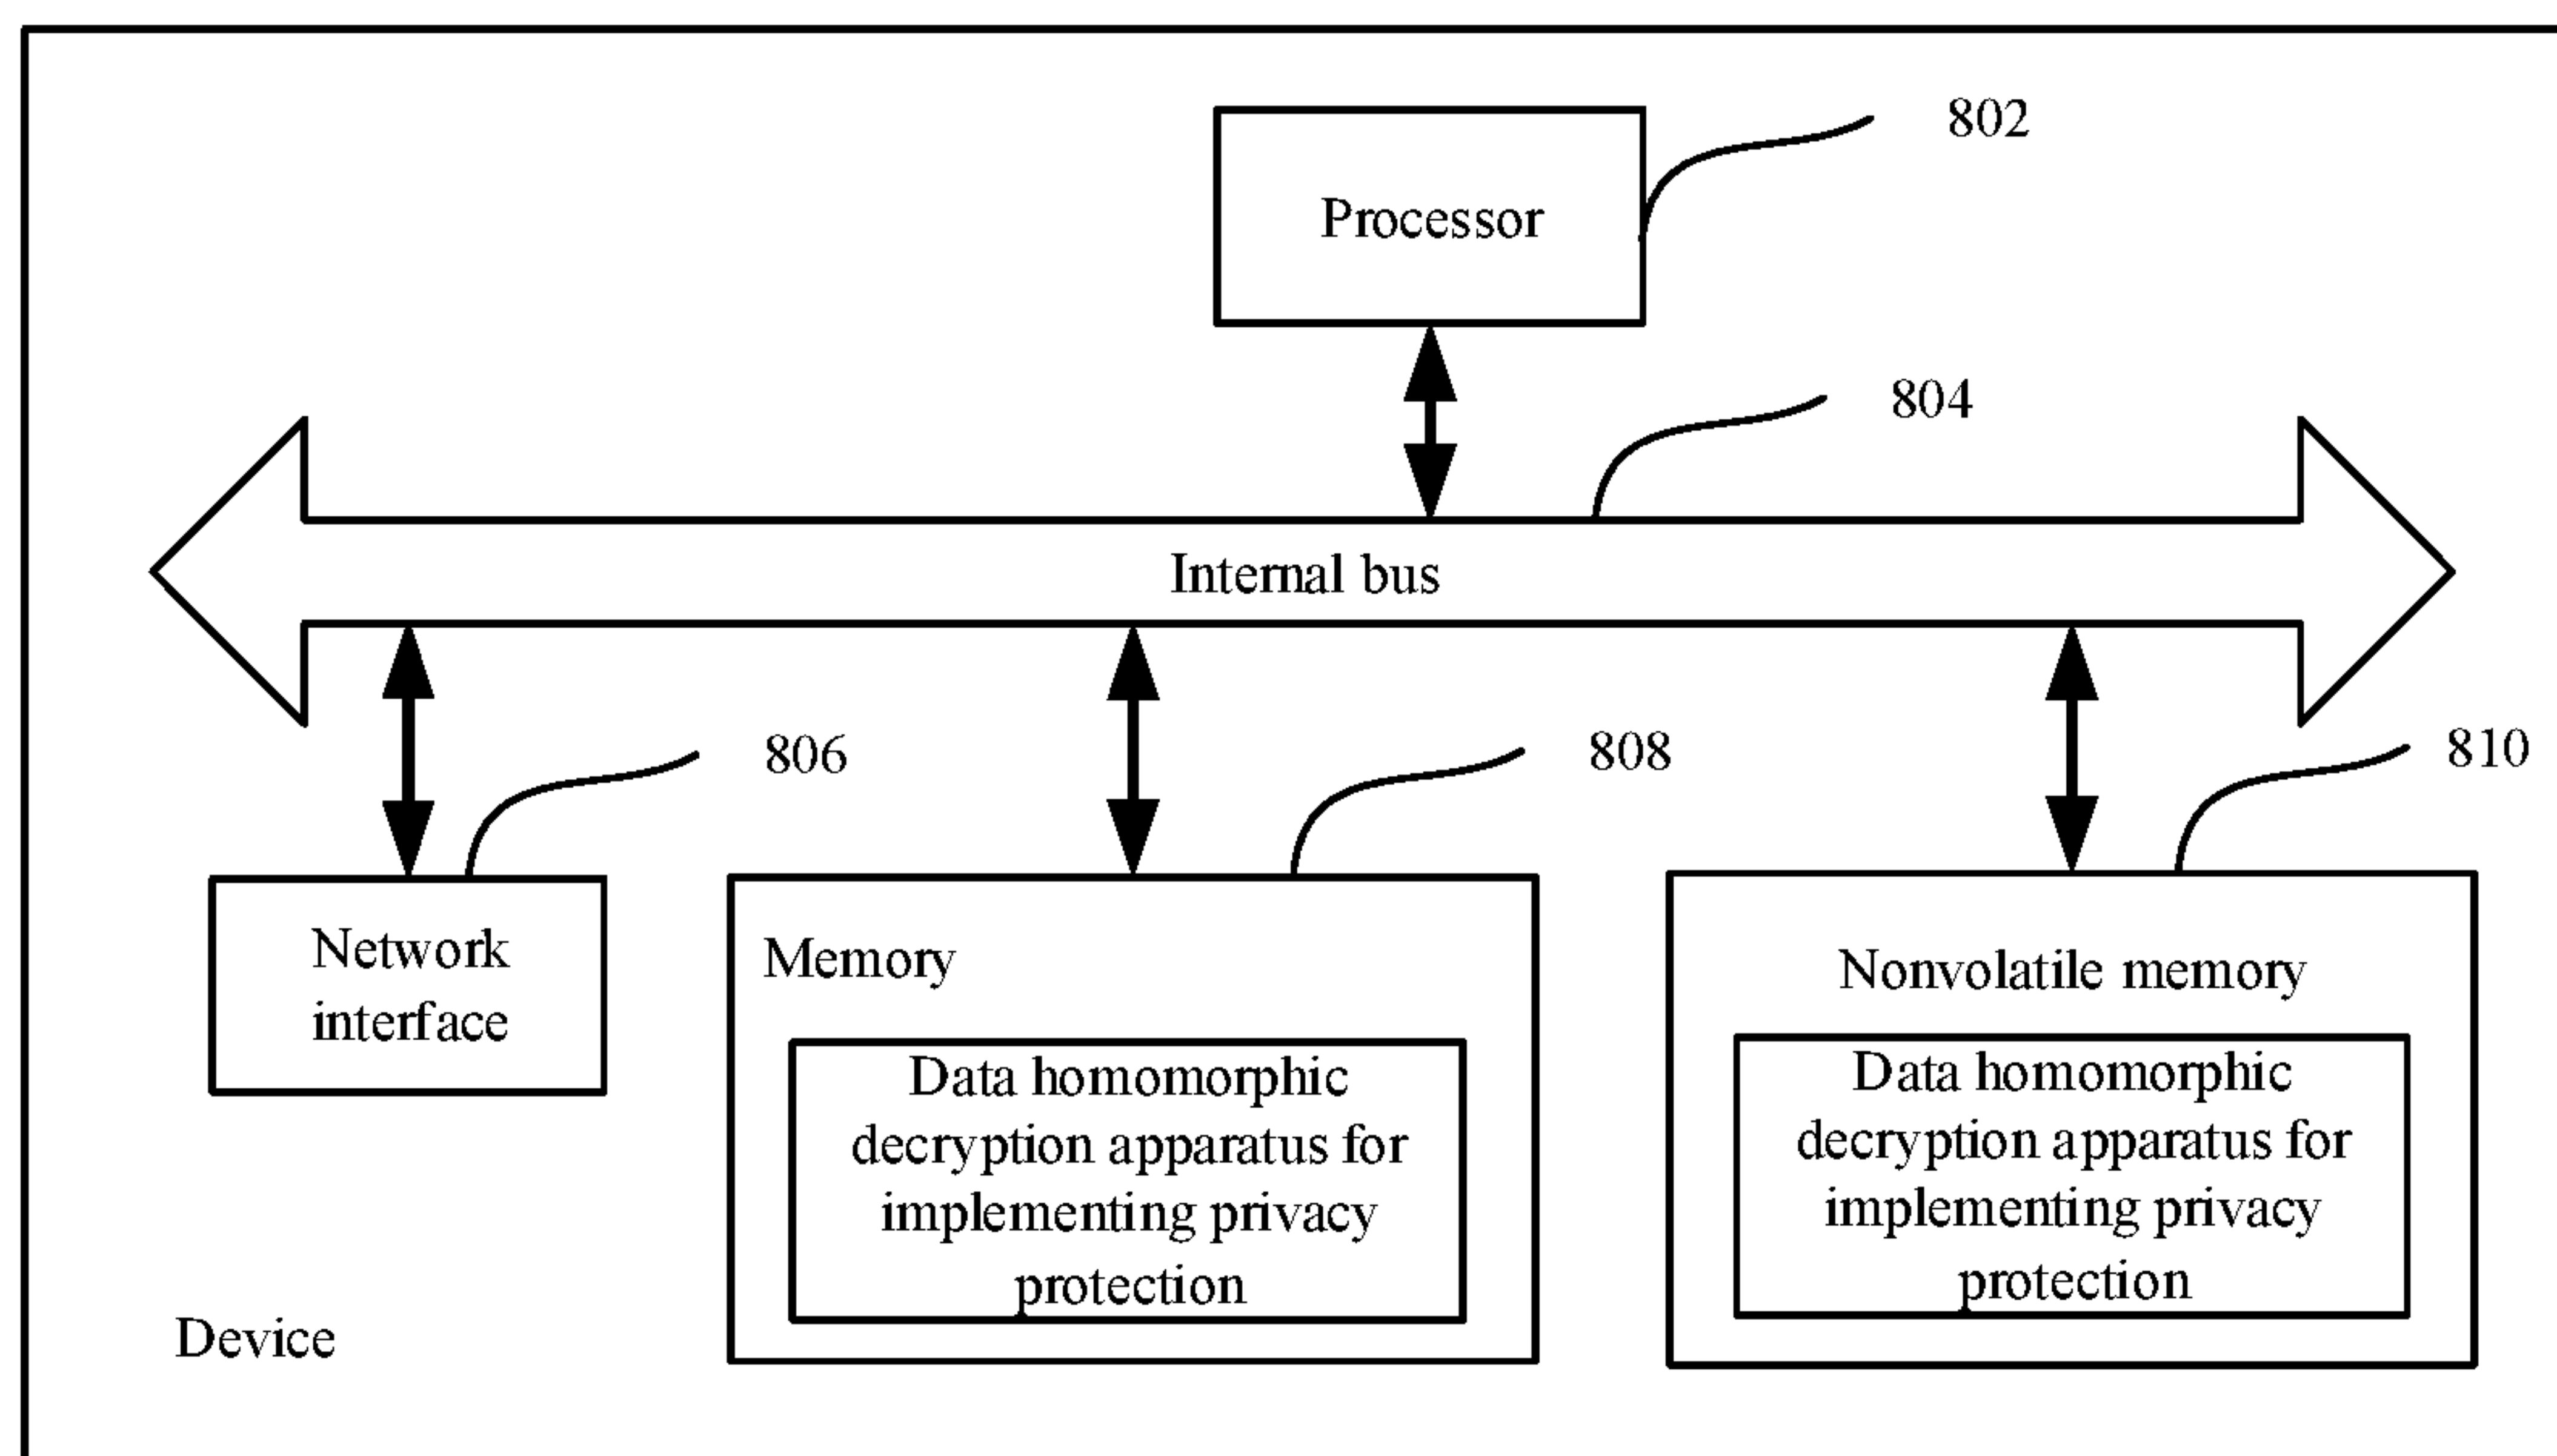 802
Processor
804
Internal bus
806
808
810
Network
interface
Memory
Data homomorphic
decryption apparatus for
implementing privacy
protection
Nonvolatile memory
Data homomorphic
decryption apparatus for
implementing privacy
protection
Device